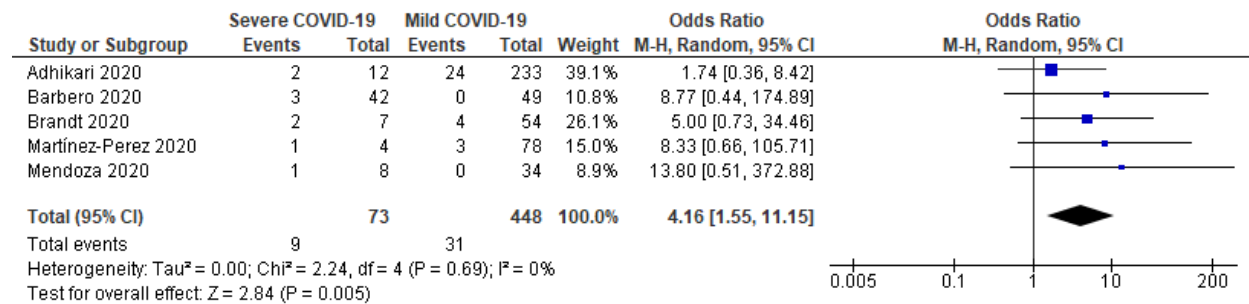 Severe COVID-19 Mild COVID-19 Odds Ratio Odds Ratio
Study or Subgroup Events Total Events Total Weight M-H, Random, 95% CI M-H, Random, 95% CI
Adhikari 2020 2 12 24 233 39.1% 1.74 [0.36, 8.42]
Barbero 2020 3 42 0 49 10.8% 8.77 [0.44, 174.89]
Brandt 2020 2 7 4 54 26.1% 5.00 [0.73, 34.46]
Martínez-Perez 2020 1 4 3 78 15.0% 8.33 [0.66, 105.71]
Mendoza 2020 1 8 0 34 8.9% 13.80 [0.51, 372.88]
Total (95% CI) 73 448 100.0% 4.16 [1.55, 11.15]
Total events 9 31
Heterogeneity: Tau² = 0.00; Chi² = 2.24, df = 4 (P = 0.69); I² = 0%
Test for overall effect: Z = 2.84 (P = 0.005)
0.005 0.1 1 10 200